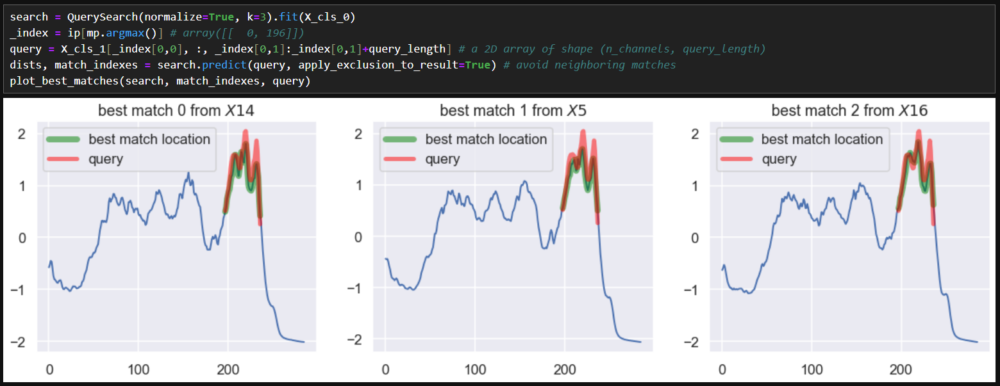 search = QuerySearch(normalize=True, k=3).fit(X_cls_0)
_index = ip[mp.argmax()] # array([[  0, 196]])
query = X_cls_1[_index[0,0], :, _index[0,1]:_index[0,1]+query_length] # a 2D array of shape (n_channels, query_length)
dists, match_indexes = search.predict(query, apply_exclusion_to_result=True) # avoid neighboring matches
plot_best_matches(search, match_indexes, query)
best match 0 from X14
best match location
query
2
1
0
−1
−2
0 100 200
best match 1 from X5
best match location
query
2
1
0
−1
−2
0 100 200
best match 2 from X16
best match location
query
2
1
0
−1
−2
0 100 200